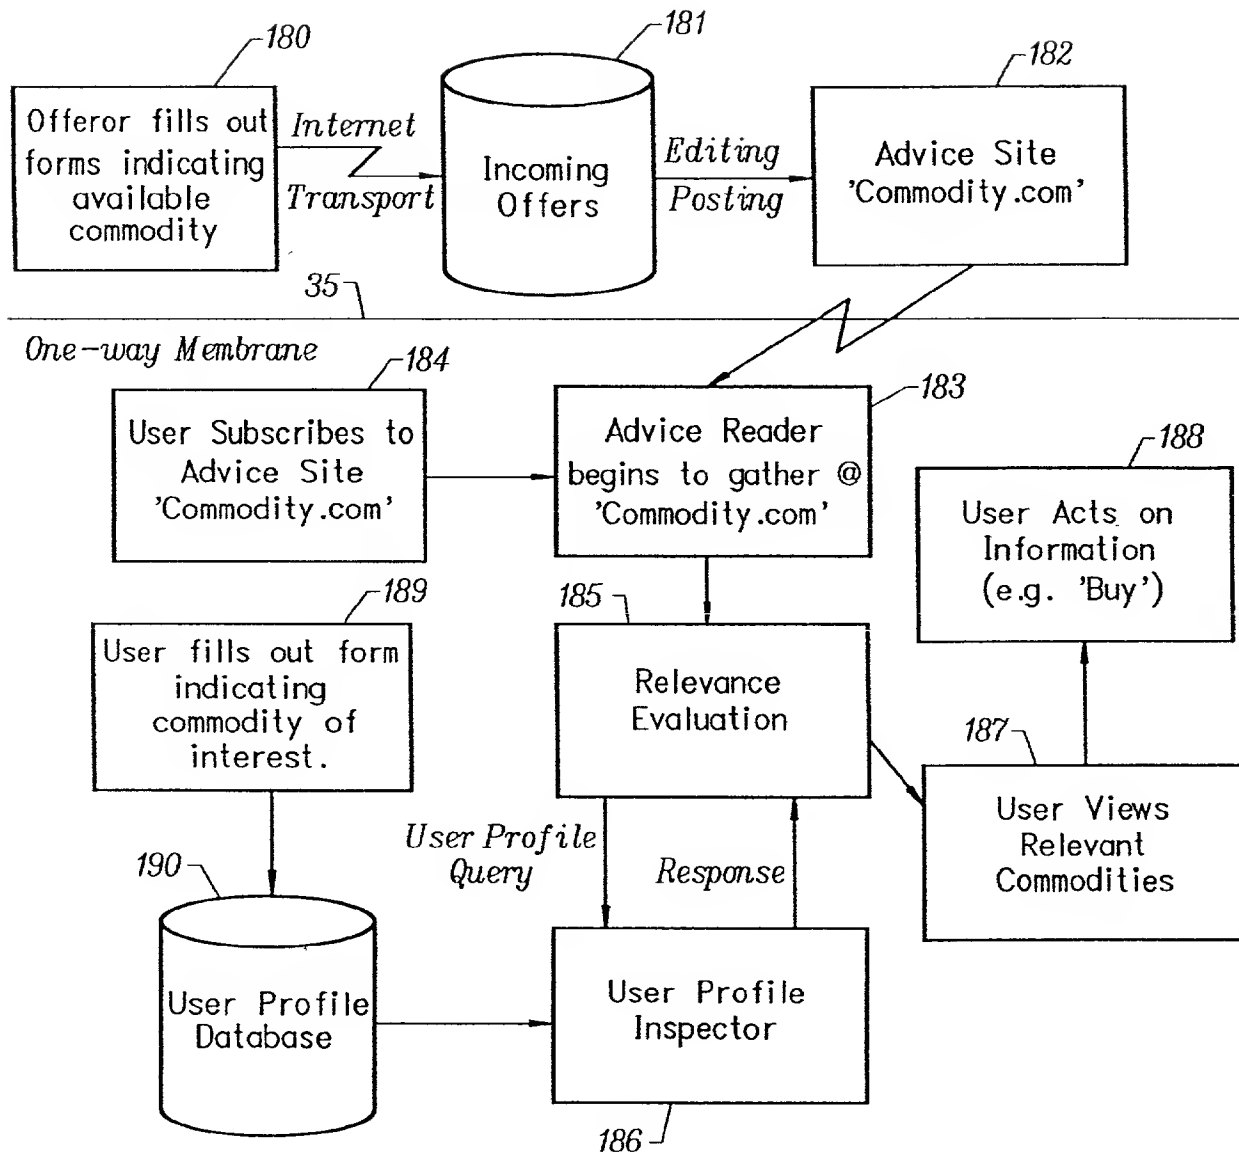 180
Offeror fills out
forms indicating
available
commodity
Internet
Transport
181
Incoming
Offers
Editing
Posting
182
Advice Site
'Commodity.com'
35
One-way Membrane
184
User Subscribes to
Advice Site
'Commodity.com'
183
Advice Reader
begins to gather @
'Commodity.com'
188
User Acts on
Information
(e.g. 'Buy')
189
User fills out form
indicating
commodity of
interest.
185
Relevance
Evaluation
187
User Views
Relevant
Commodities
User Profile
Query
Response
190
User Profile
Database
User Profile
Inspector
186